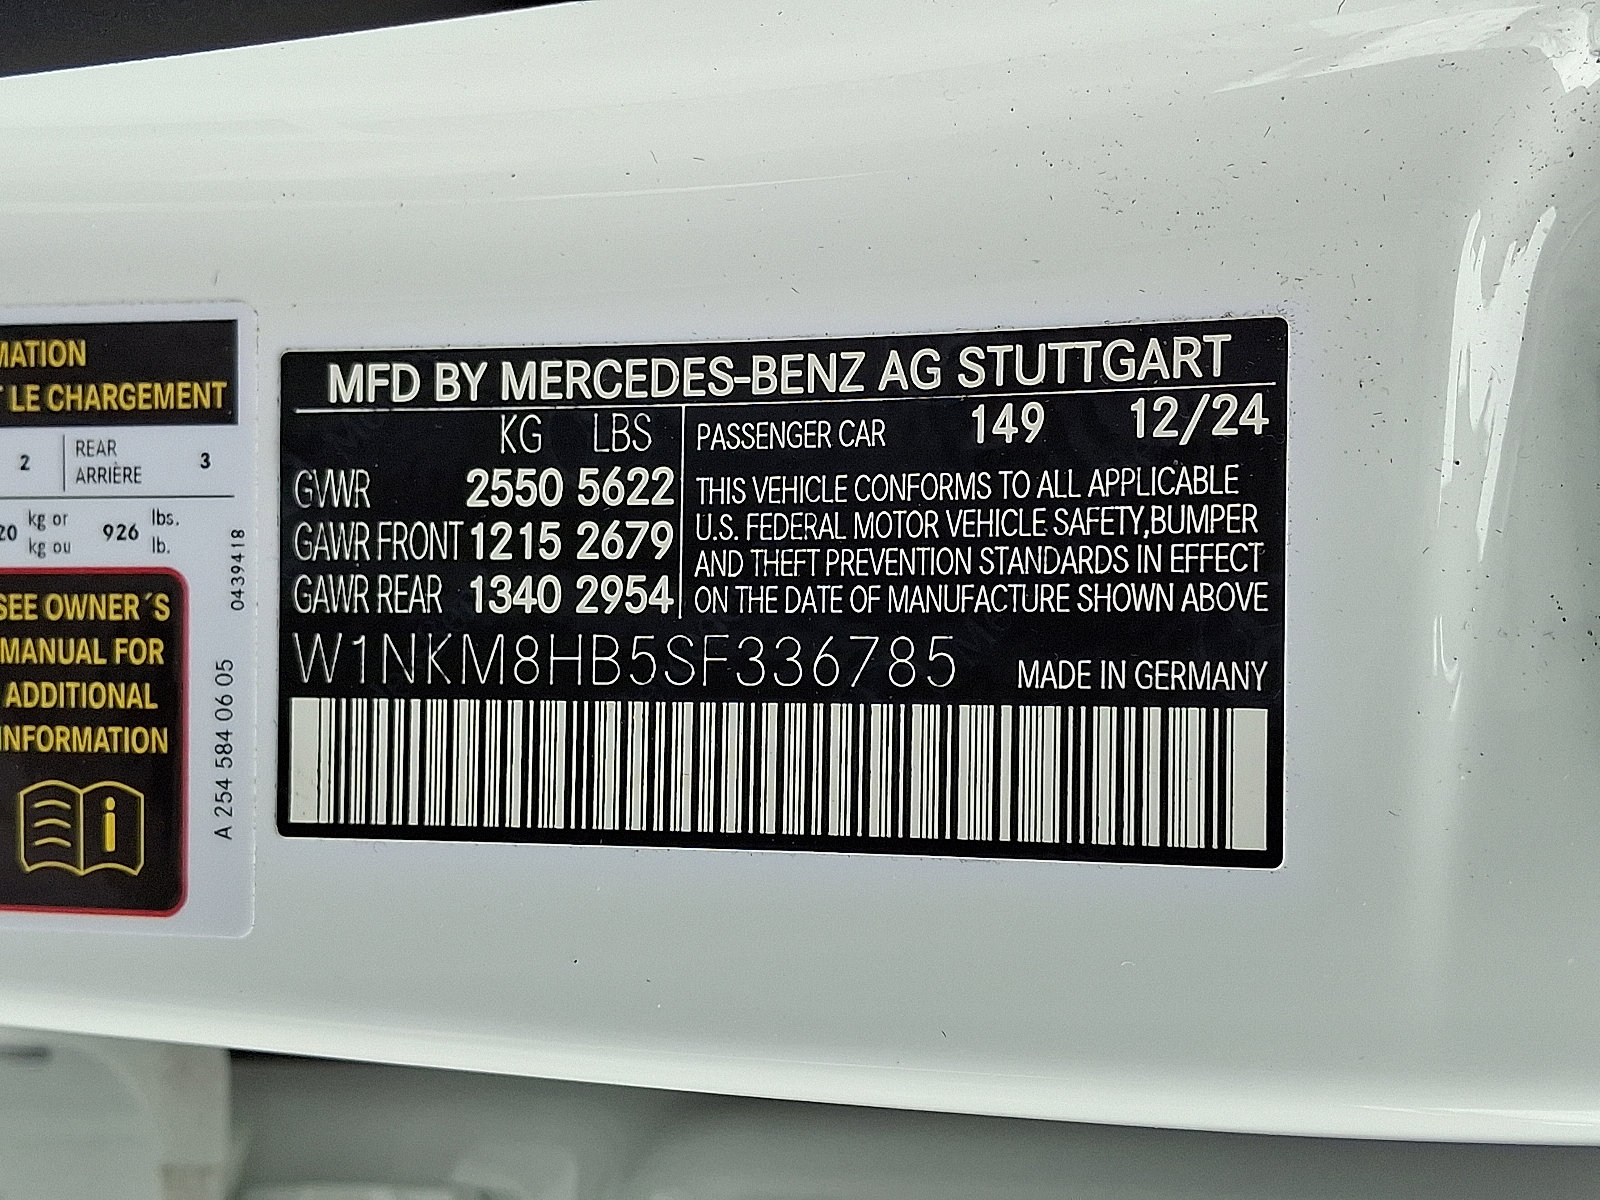 MATION
LE CHARGEMENT
2 REAR ARRIÈRE 3
20 kg or kg ou 926 lbs. lb.
SEE OWNER´S
MANUAL FOR
ADDITIONAL
INFORMATION
0439418
A 254 584 06 05
MFD BY MERCEDES-BENZ AG STUTTGART
KG LBS
GVWR 2550 5622
GAWR FRONT 1215 2679
GAWR REAR 1340 2954
PASSENGER CAR 149 12/24
THIS VEHICLE CONFORMS TO ALL APPLICABLE
U.S. FEDERAL MOTOR VEHICLE SAFETY,BUMPER
AND THEFT PREVENTION STANDARDS IN EFFECT
ON THE DATE OF MANUFACTURE SHOWN ABOVE
W1NKM8HB5SF336785
MADE IN GERMANY